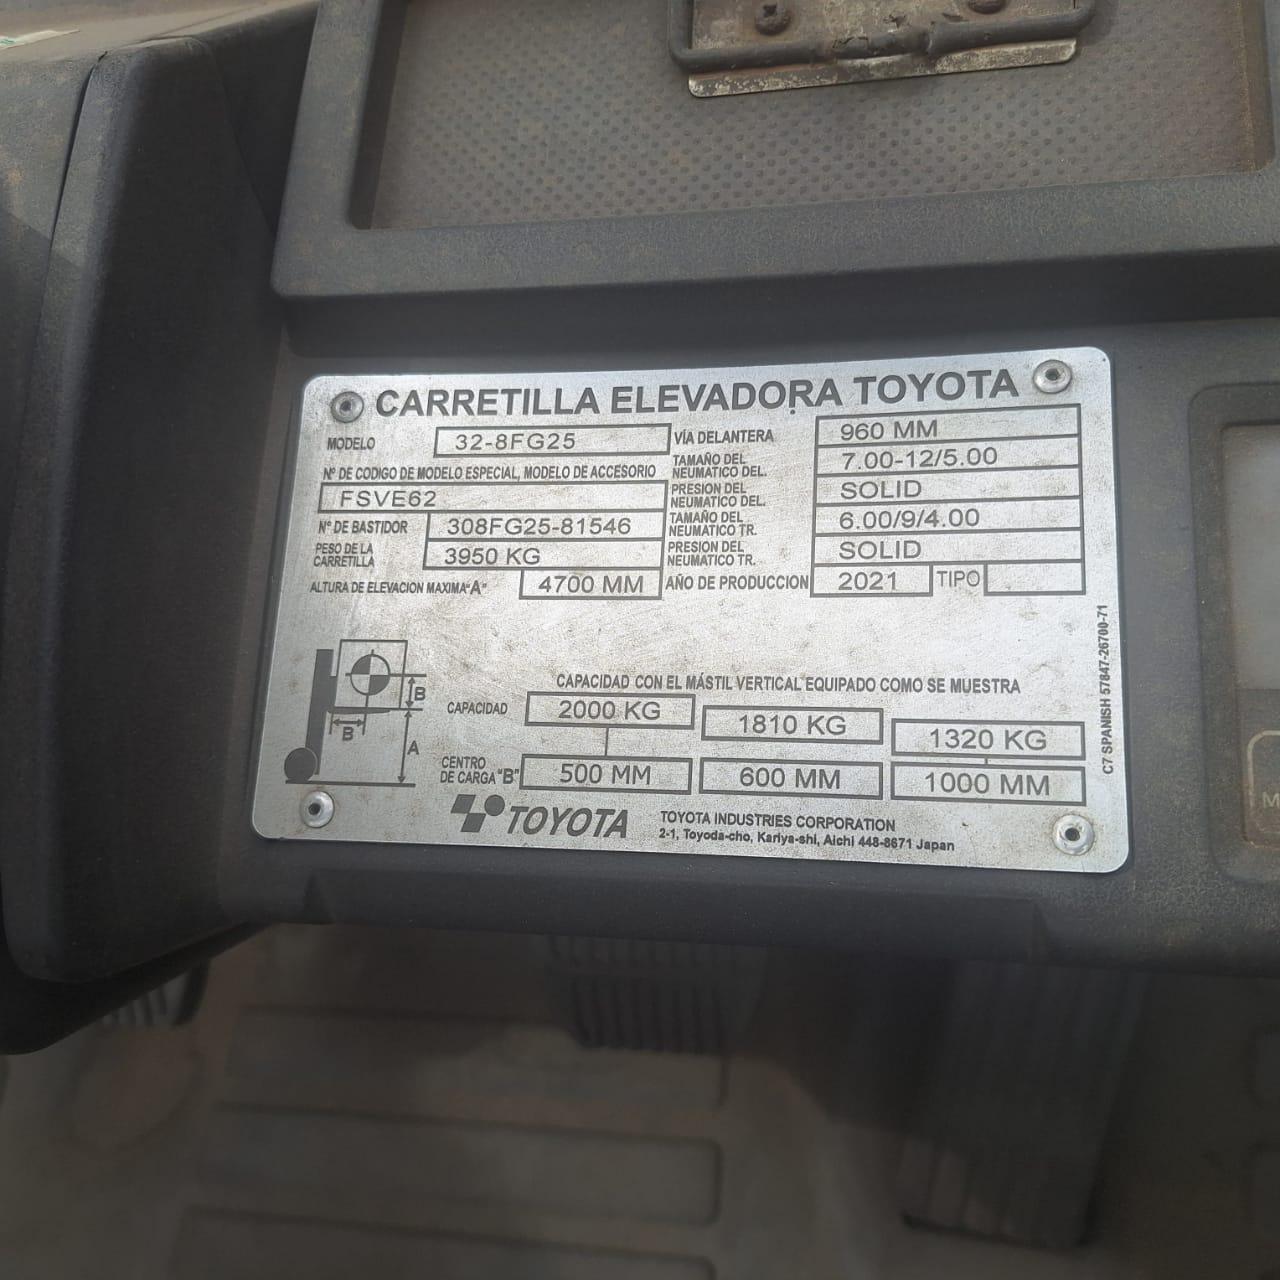 CARRETILLA ELEVADORA TOYOTA
MODELO 32-8FG25
Nº DE CODIGO DE MODELO ESPECIAL, MODELO DE ACCESORIO
FSVE62
Nº DE BASTIDOR 308FG25-81546
PESO DE LA CARRETILLA 3950 KG
ALTURA DE ELEVACION MAXIMA "A" 4700 MM
VÍA DELANTERA 960 MM
TAMAÑO DEL NEUMATICO DEL. 7.00-12/5.00
PRESION DEL NEUMATICO DEL. SOLID
TAMAÑO DEL NEUMATICO TR. 6.00/9/4.00
PRESION DEL NEUMATICO TR. SOLID
AÑO DE PRODUCCION 2021 TIPO
CAPACIDAD CON EL MÁSTIL VERTICAL EQUIPADO COMO SE MUESTRA
CAPACIDAD 2000 KG 1810 KG 1320 KG
CENTRO DE CARGA "B" 500 MM 600 MM 1000 MM
B
B
A
TOYOTA
TOYOTA INDUSTRIES CORPORATION
2-1, Toyoda-cho, Kariya-shi, Aichi 448-8671 Japan
C7 SPANISH 57847-26700-71